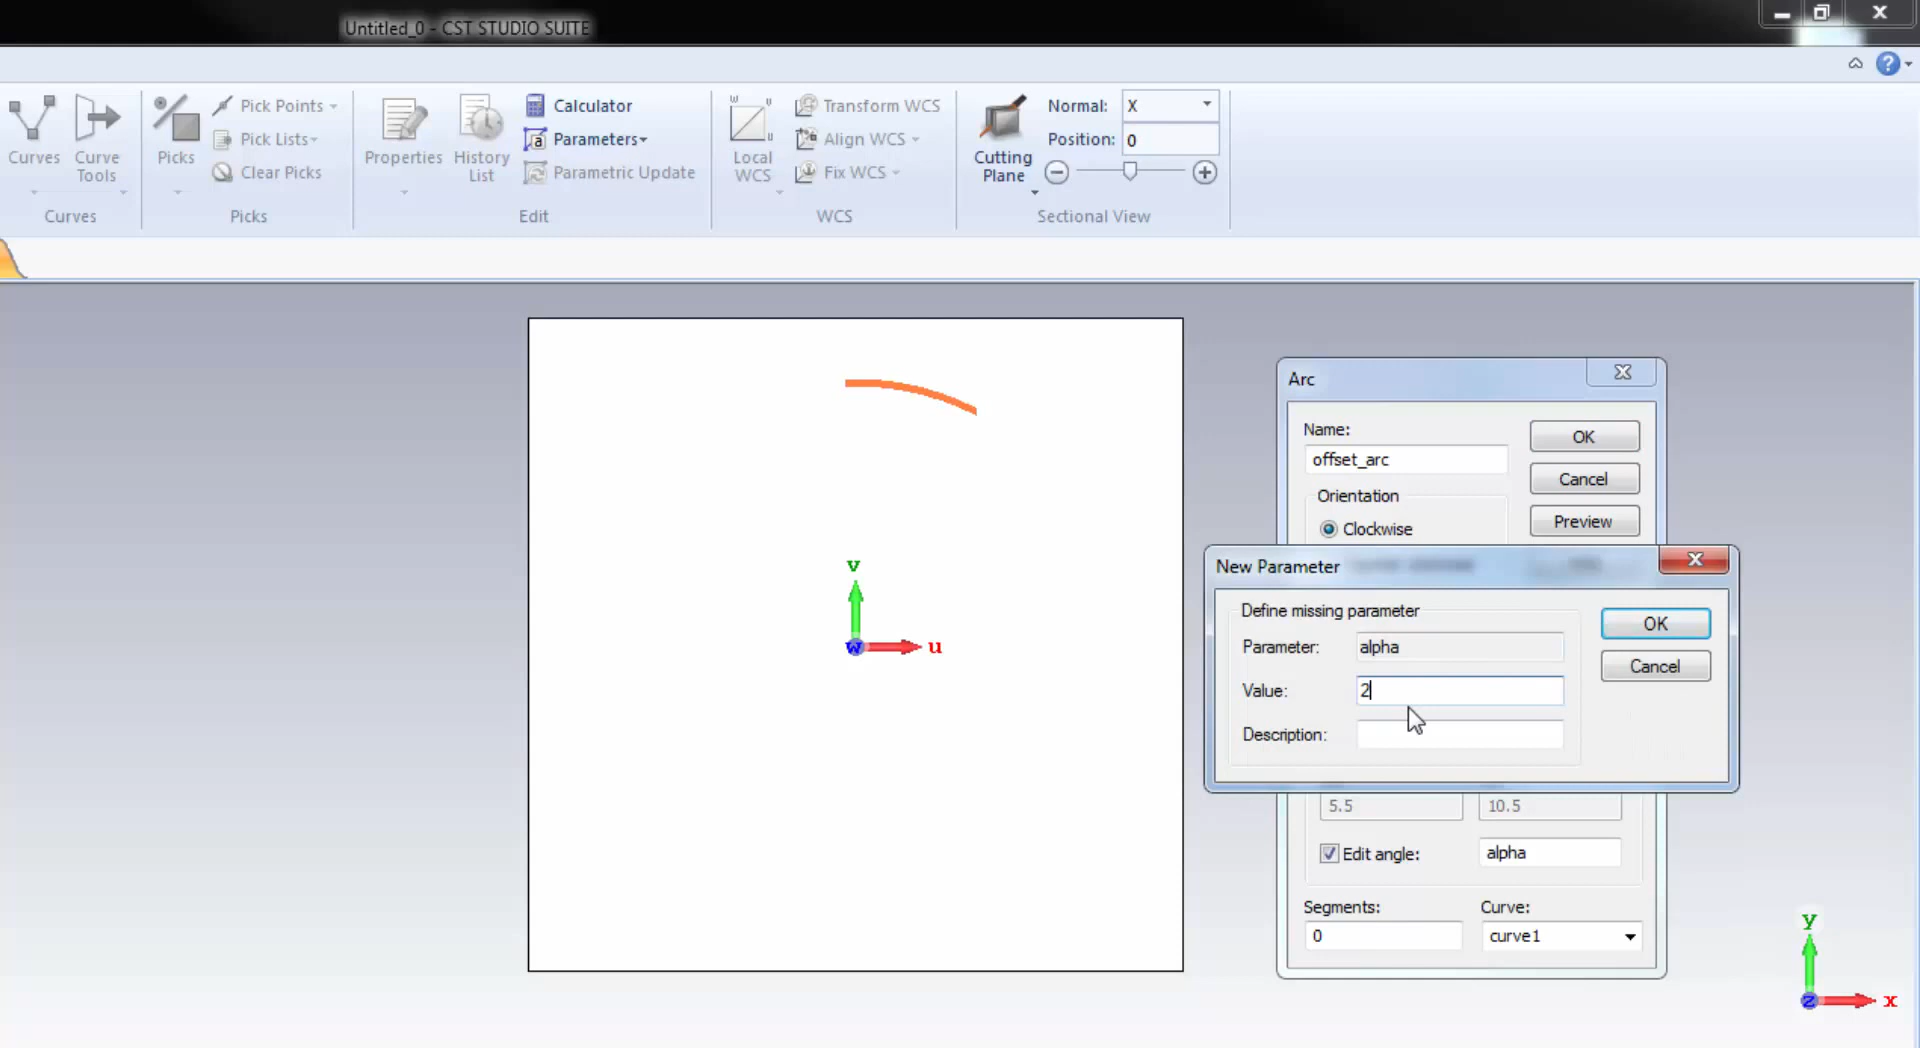 Untitled_0 - CST STUDIO SUITE
?
Curves
Curve Tools
Picks
Pick Points
Pick Lists
Clear Picks
Properties
History List
Calculator
a
Parameters
Parametric Update
w u
u
Local WCS
Transform WCS
Align WCS
Fix WCS
Cutting Plane
Normal: X
Position: 0
Curves
Picks
Edit
WCS
Sectional View
v
w
u
Arc
Name:
offset_arc
OK
Cancel
Preview
Orientation
Clockwise
New Parameter
Define missing parameter
Parameter: alpha
Value: 2
Description:
OK
Cancel
5.5 10.5
Edit angle: alpha
Segments: Curve:
0 curve1
y
z
x